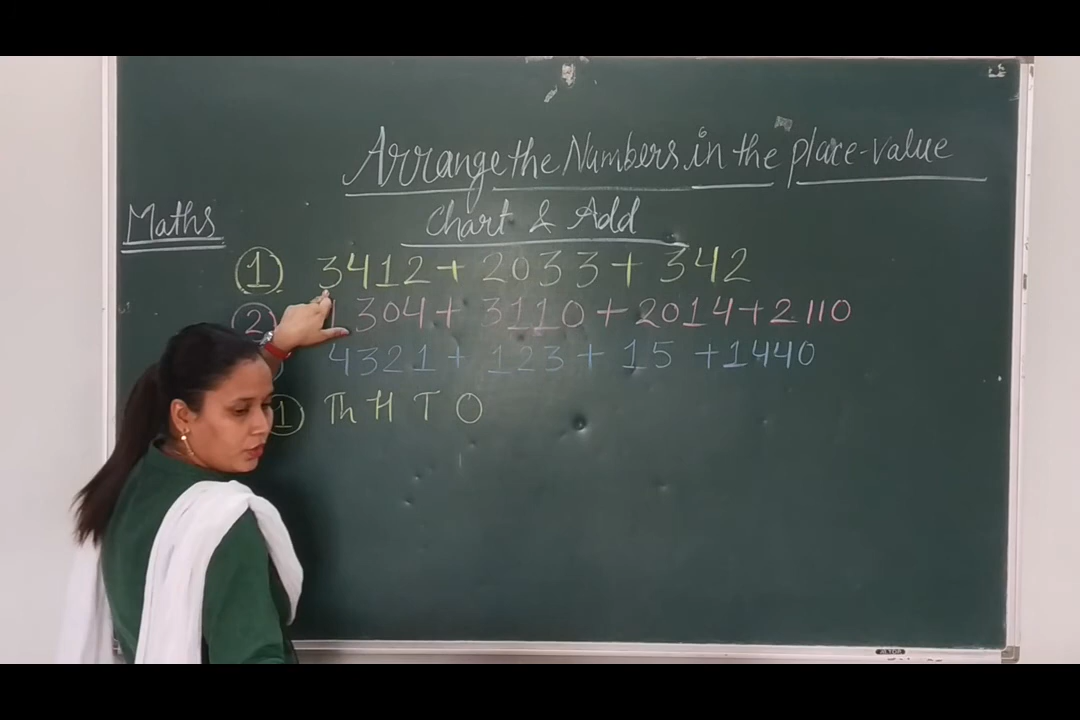 Arrange the Numbers in the place-value
Chart & Add
Maths
1 3412 + 2033 + 342
2 1304 + 3110 + 2014 + 2110
4321 + 123 + 15 + 1440
1 Th H T O